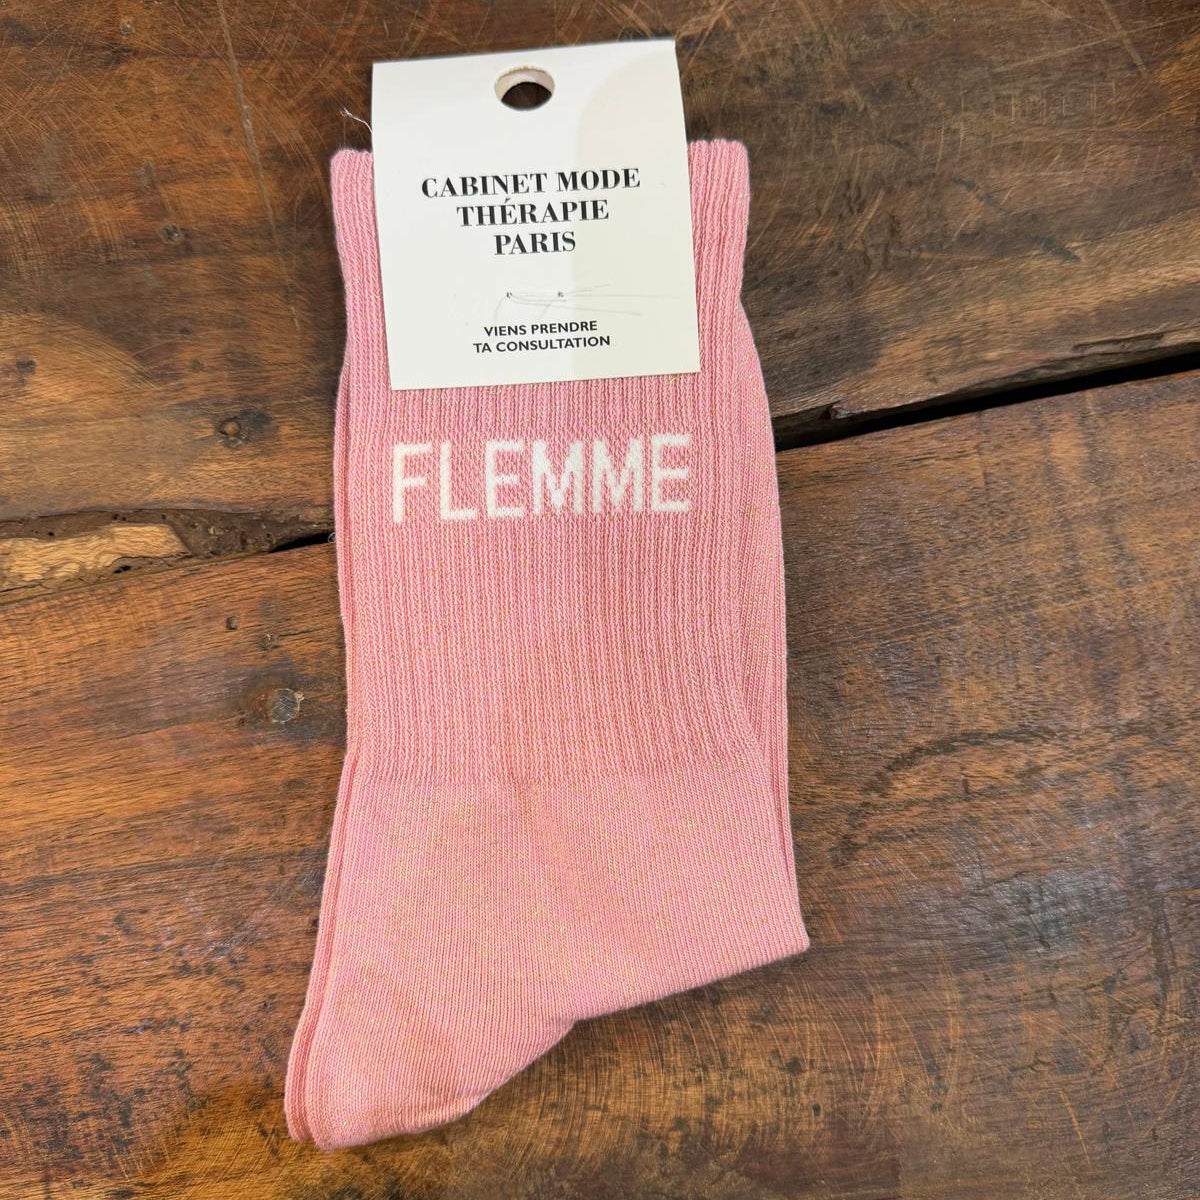 CABINET MODE
THÉRAPIE
PARIS
VIENS PRENDRE
TA CONSULTATION
FLEMME